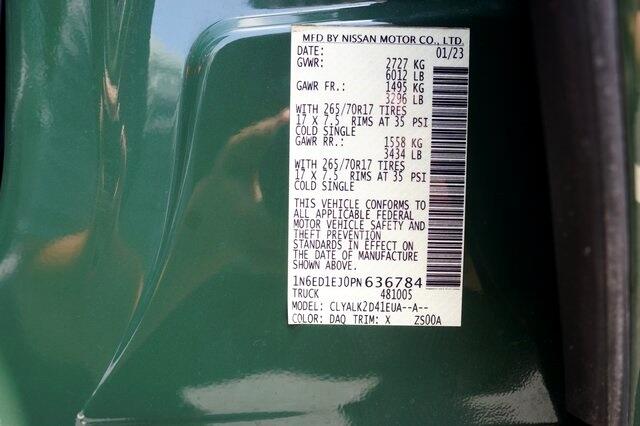 MFD BY NISSAN MOTOR CO., LTD.
DATE: 01/23
GVWR: 2727 KG
6012 LB
GAWR FR.: 1495 KG
3296 LB
WITH 265/70R17 TIRES
17 X 7.5 RIMS AT 35 PSI
COLD SINGLE
GAWR RR.: 1558 KG
3434 LB
WITH 265/70R17 TIRES
17 X 7.5 RIMS AT 35 PSI
COLD SINGLE
THIS VEHICLE CONFORMS TO
ALL APPLICABLE FEDERAL
MOTOR VEHICLE SAFETY AND
THEFT PREVENTION
STANDARDS IN EFFECT ON
THE DATE OF MANUFACTURE
SHOWN ABOVE.
1N6ED1EJ0PN636784
TRUCK 481005
MODEL: CLYALK2D41EUA--A--
COLOR: DAQ TRIM: X ZS00A